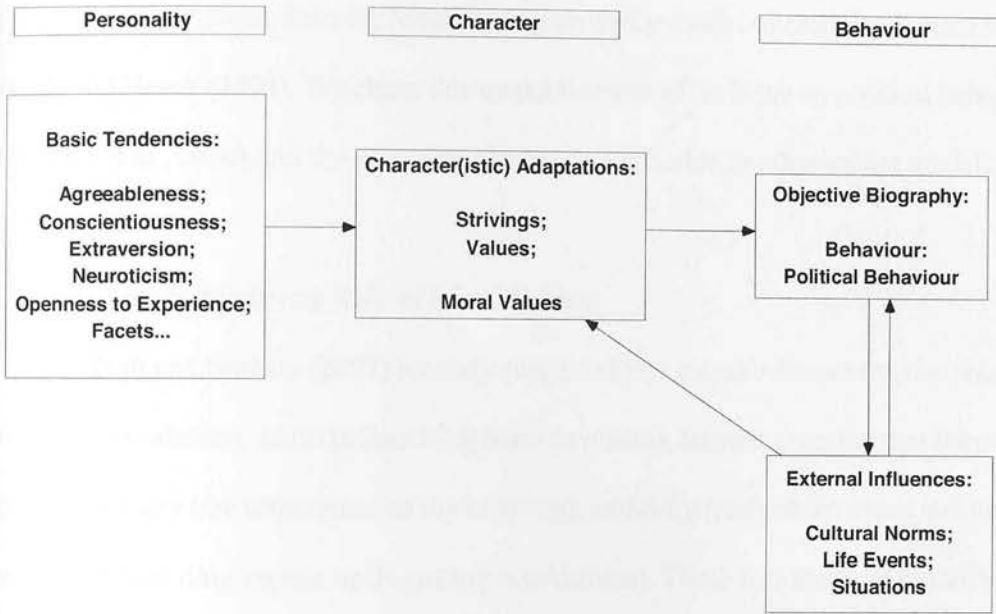 Personality
Character
Behaviour
Basic Tendencies:
Agreeableness;
Conscientiousness;
Extraversion;
Neuroticism;
Openness to Experience;
Facets...
Character(istic) Adaptations:
Strivings;
Values;
Moral Values
Objective Biography:
Behaviour:
Political Behaviour
External Influences:
Cultural Norms;
Life Events;
Situations